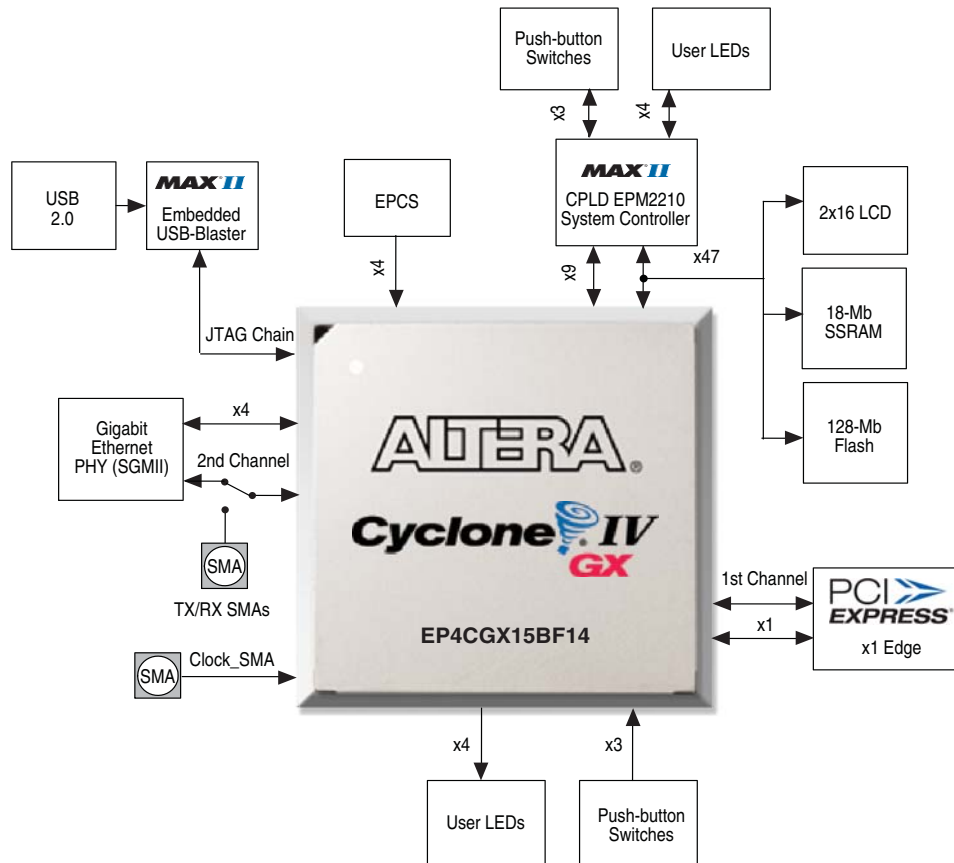 Push-button
Switches
User LEDs
x3
x4
USB
2.0
MAX II
Embedded
USB-Blaster
EPCS
MAX II
CPLD EPM2210
System Controller
2x16 LCD
x4
x9
x47
18-Mb
SSRAM
JTAG Chain
128-Mb
Flash
Gigabit
Ethernet
PHY (SGMII)
x4
2nd Channel
ALTERA®
Cyclone® IV
GX
SMA
TX/RX SMAs
EP4CGX15BF14
1st Channel
x1
PCI
EXPRESS®
x1 Edge
SMA
Clock_SMA
x4
x3
User LEDs
Push-button
Switches